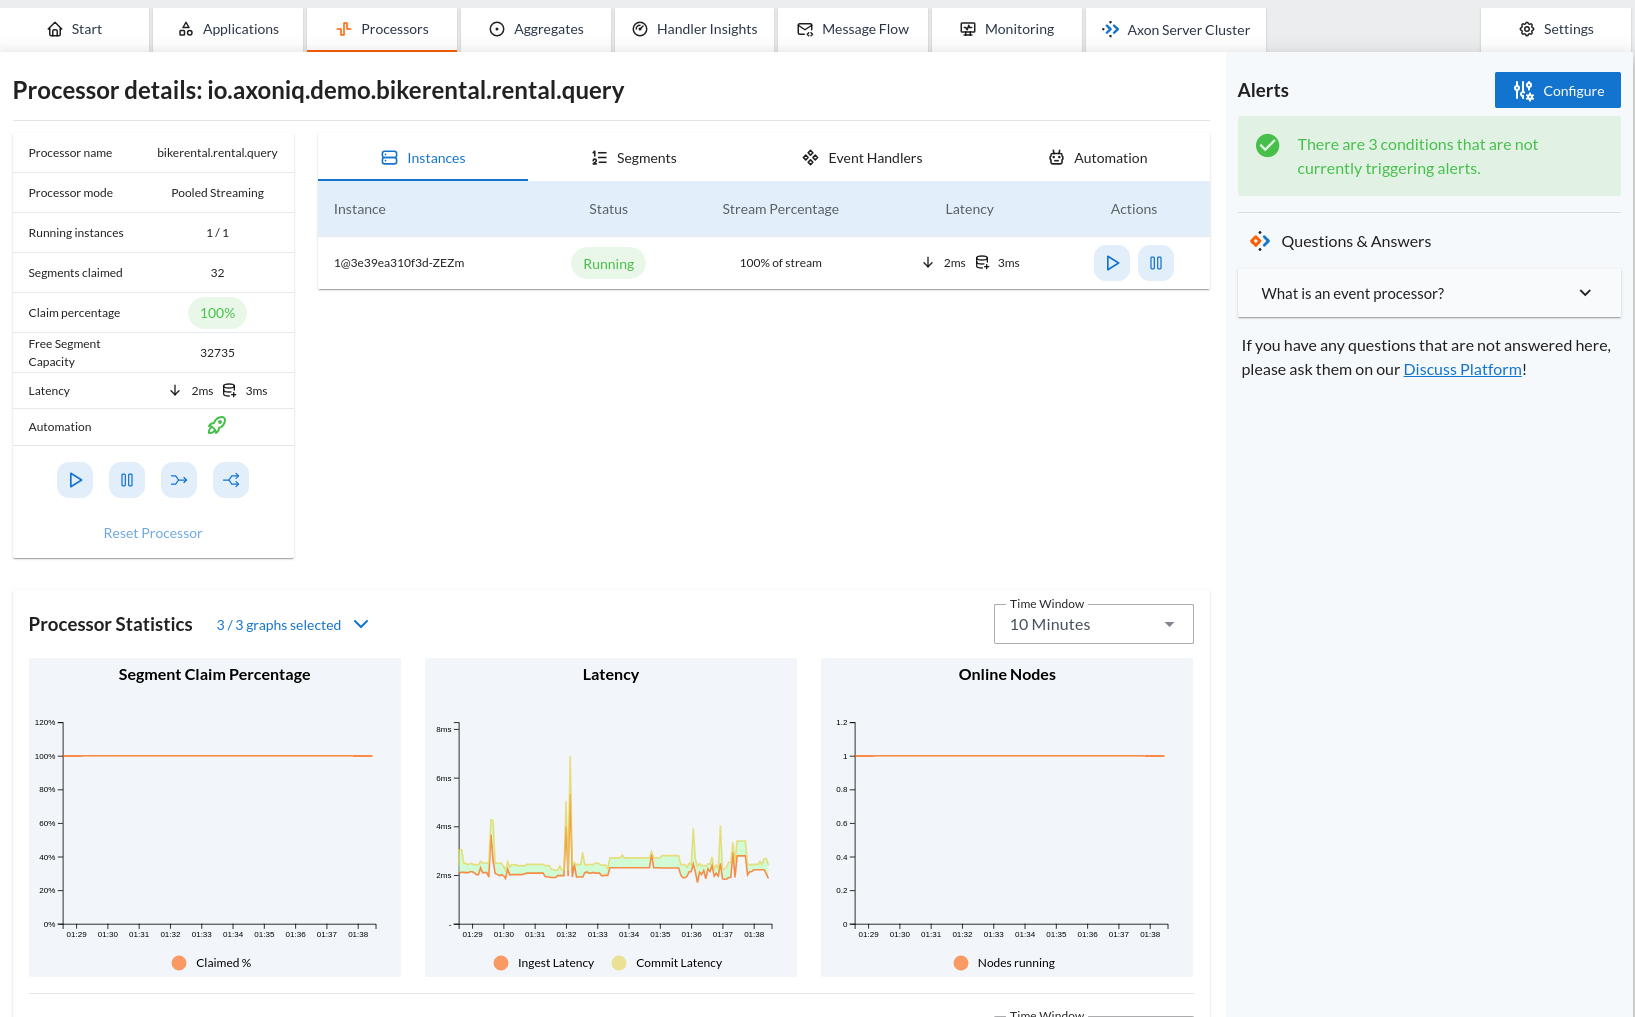 Start
Applications
Processors
Aggregates
Handler Insights
Message Flow
Monitoring
Axon Server Cluster
Settings
Processor details: io.axoniq.demo.bikerental.rental.query
Processor name bikerental.rental.query
Processor mode Pooled Streaming
Running instances 1 / 1
Segments claimed 32
Claim percentage 100%
Free Segment
Capacity
32735
Latency 2ms 3ms
Automation
Reset Processor
Instances
Segments
Event Handlers
Automation
Instance Status Stream Percentage Latency Actions
1@3e39ea310f3d-ZEZm Running 100% of stream 2ms 3ms
Alerts
Configure
There are 3 conditions that are not
currently triggering alerts.
Questions & Answers
What is an event processor?
If you have any questions that are not answered here,
please ask them on our Discuss Platform!
Processor Statistics
3 / 3 graphs selected
Time Window
10 Minutes
Segment Claim Percentage
120%
100%
80%
60%
40%
20%
0%
01:29 01:30 01:31 01:32 01:33 01:34 01:35 01:36 01:37 01:38
Claimed %
Latency
8ms
6ms
4ms
2ms
-
01:29 01:30 01:31 01:32 01:33 01:34 01:35 01:36 01:37 01:38
Ingest Latency Commit Latency
Online Nodes
1.2
1
0.8
0.6
0.4
0.2
0
01:29 01:30 01:31 01:32 01:33 01:34 01:35 01:36 01:37 01:38
Nodes running
Time Window